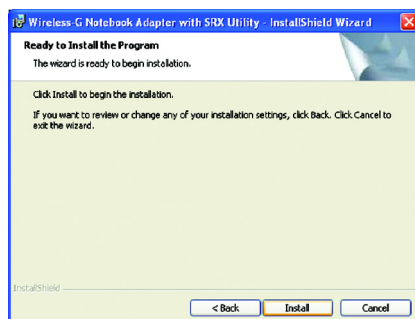 Wireless-G Notebook Adapter with SRX Utility - InstallShield Wizard
Ready to Install the Program
The wizard is ready to begin installation.
Click Install to begin the installation.
If you want to review or change any of your installation settings, click Back. Click Cancel to
exit the wizard.
InstallShield
< Back
Install
Cancel